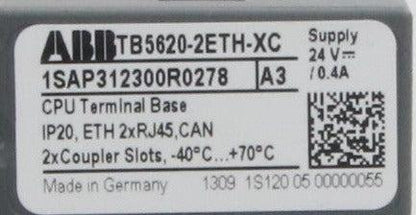 ABB TB5620-2ETH-XC
Supply
24 V⎓
/ 0.4A
1SAP312300R0278 A3
CPU Terminal Base
IP20, ETH 2xRJ45,CAN
2xCoupler Slots, -40°C...+70°C
Made in Germany 1309 1S120 05 00000055